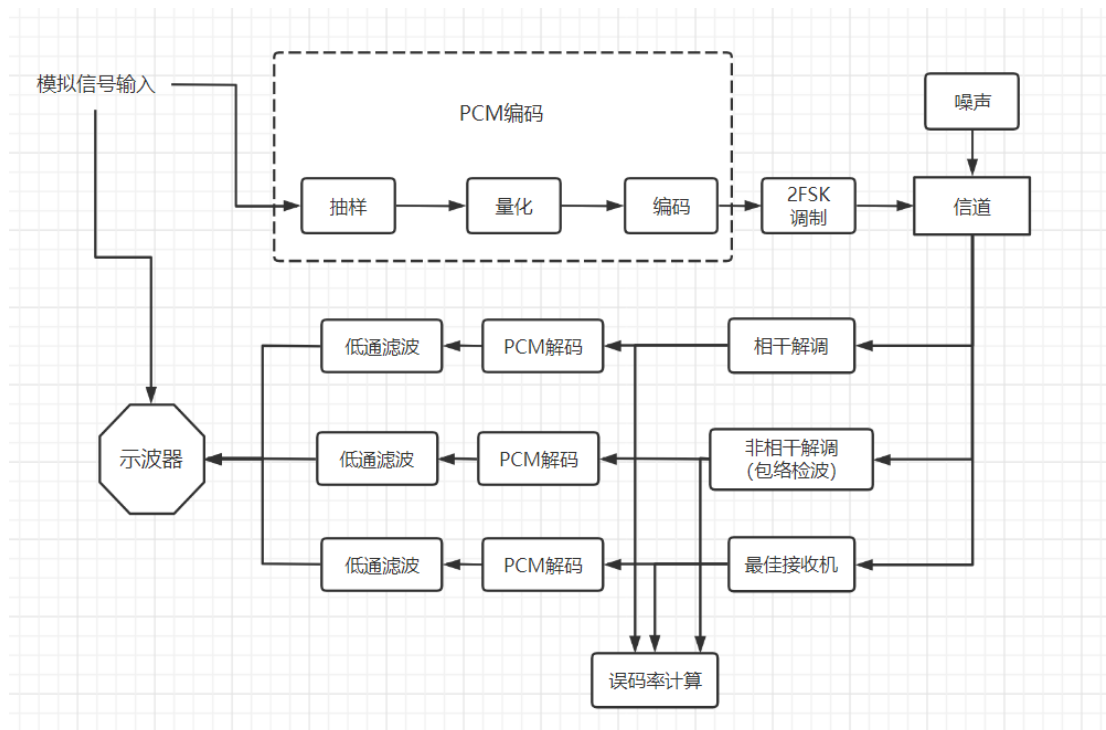 模拟信号输入
PCM编码
噪声
抽样
量化
编码
2FSK
调制
信道
低通滤波
PCM解码
相干解调
示波器
低通滤波
PCM解码
非相干解调
(包络检波)
低通滤波
PCM解码
最佳接收机
误码率计算